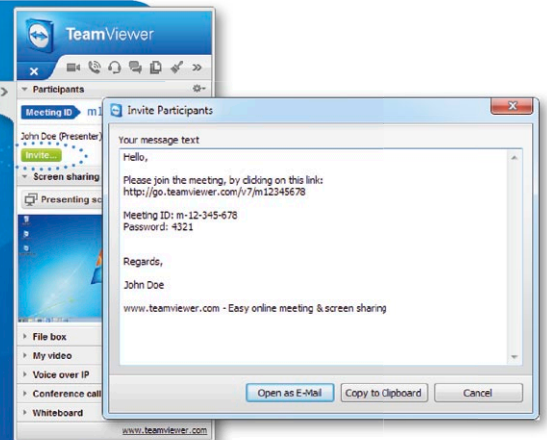 TeamViewer
Participants
Meeting ID
John Doe (Presenter)
Invite...
Screen sharing
Presenting
File box
My video
Voice over IP
Conference call
Whiteboard
www.teamviewer.com
Invite Participants
Your message text
Hello,
Please join the meeting, by clicking on this link:
http://go.teamviewer.com/v7/m12345678
Meeting ID: m-12-345-678
Password: 4321
Regards,
John Doe
www.teamviewer.com - Easy online meeting & screen sharing
Open as E-Mail
Copy to Clipboard
Cancel